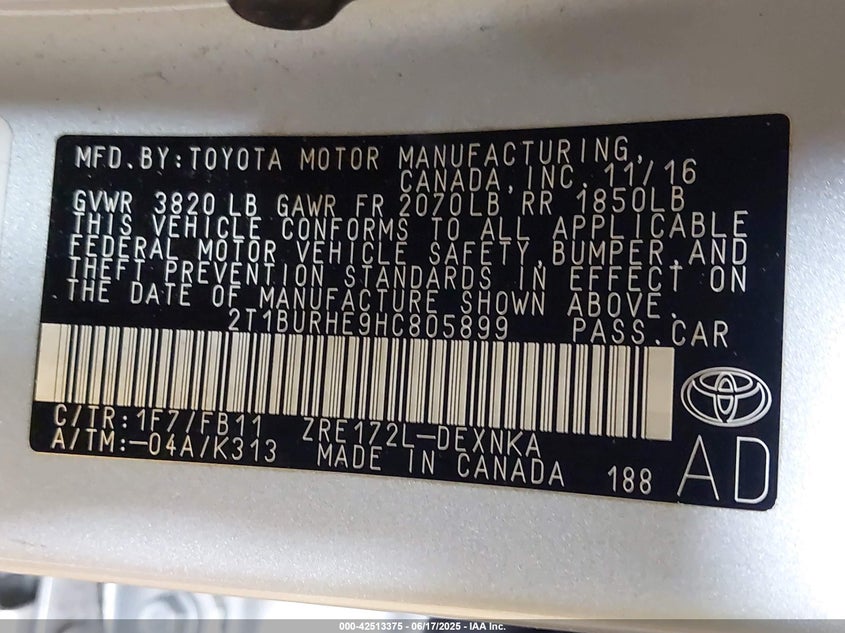 MFD.BY:TOYOTA MOTOR MANUFACTURING,
CANADA,INC. 11/16
GVWR 3820 LB GAWR FR 2070LB RR 1850LB
THIS VEHICLE CONFORMS TO ALL APPLICABLE
FEDERAL MOTOR VEHICLE SAFETY,BUMPER,AND
THEFT PREVENTION STANDARDS IN EFFECT ON
THE DATE OF MANUFACTURE SHOWN ABOVE.
2T1BURHE9HC805899 PASS.CAR
C/TR:1F7/FB11 ZRE172L-DEXNKA
A/TM:-04A/K313 MADE IN CANADA 188
AD
000-42513375 - 06/17/2025 - IAA Inc.